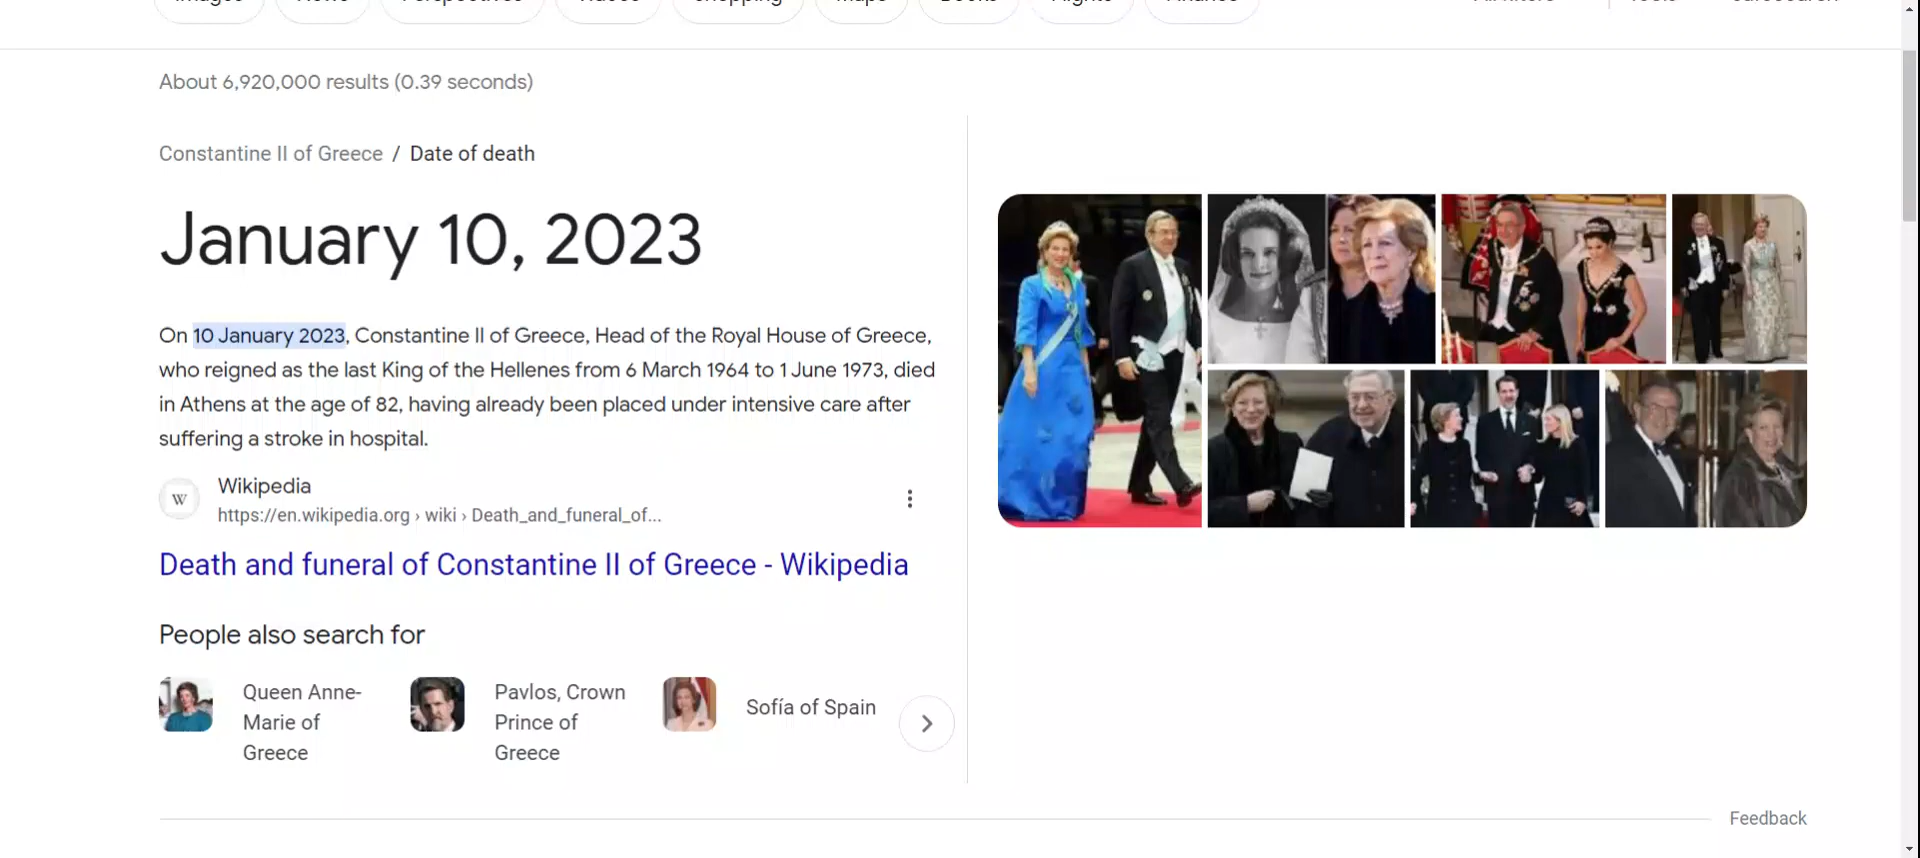 About 6,920,000 results (0.39 seconds)
Constantine II of Greece / Date of death
January 10, 2023
On 10 January 2023, Constantine II of Greece, Head of the Royal House of Greece,
who reigned as the last King of the Hellenes from 6 March 1964 to 1 June 1973, died
in Athens at the age of 82, having already been placed under intensive care after
suffering a stroke in hospital.
W
Wikipedia
https://en.wikipedia.org › wiki › Death_and_funeral_of...
Death and funeral of Constantine II of Greece - Wikipedia
People also search for
Queen Anne-
Marie of
Greece
Pavlos, Crown
Prince of
Greece
Sofía of Spain
Feedback